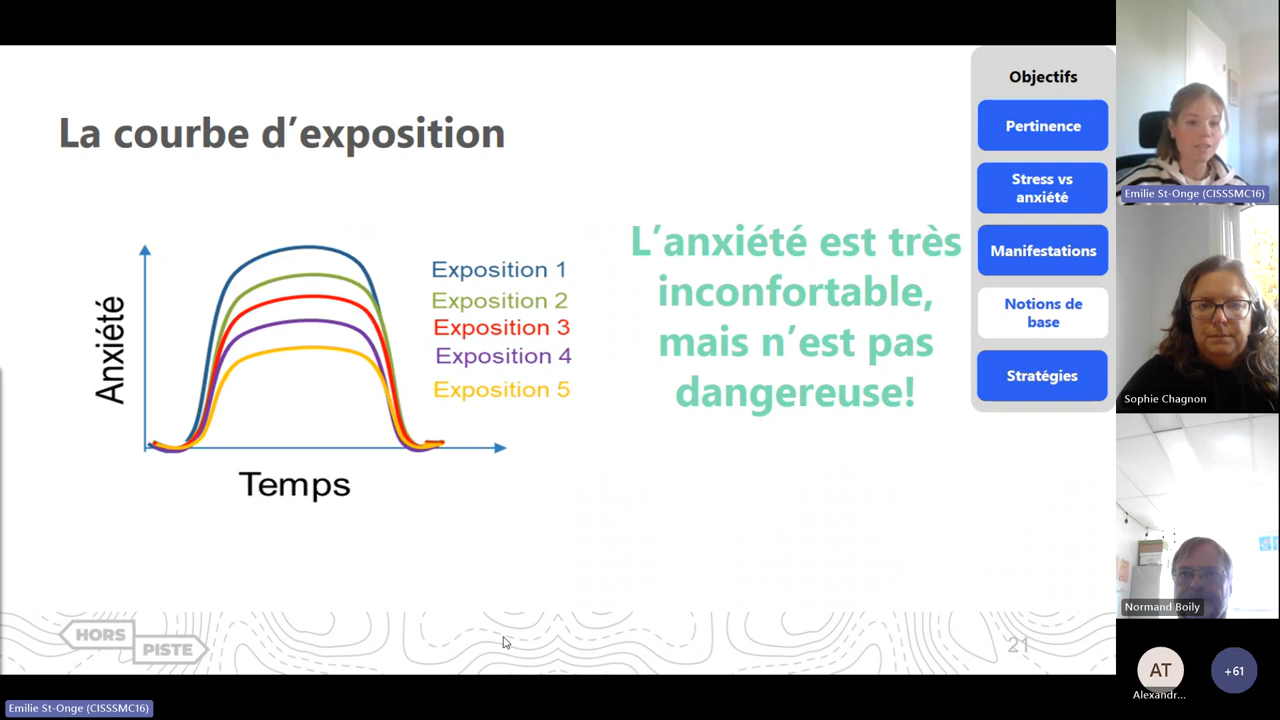 La courbe d’exposition
Anxiété
Temps
Exposition 1
Exposition 2
Exposition 3
Exposition 4
Exposition 5
L’anxiété est très
inconfortable,
mais n’est pas
dangereuse!
Objectifs
Pertinence
Stress vs
anxiété
Manifestations
Notions de
base
Stratégies
HORS
PISTE
21
Emilie St-Onge (CISSSMC16)
Sophie Chagnon
Normand Boily
AT
Alexandr...
+61
Emilie St-Onge (CISSSMC16)